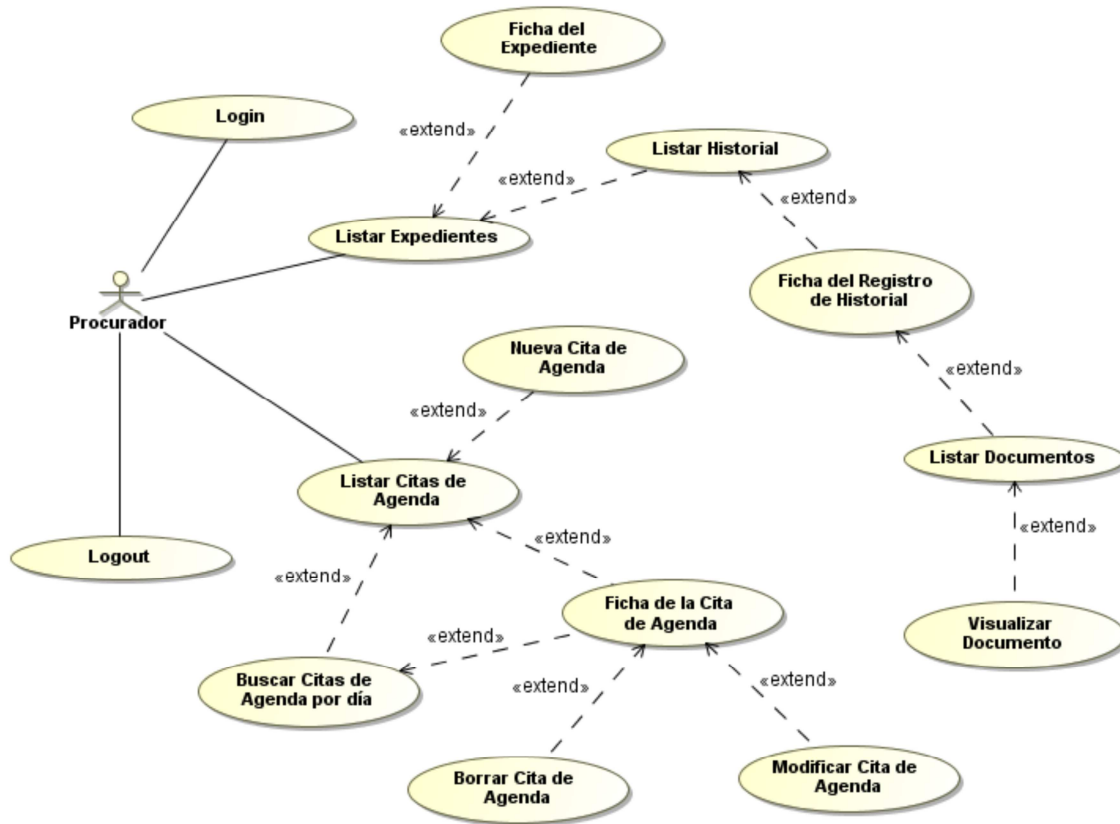 Ficha del
Expediente
Login
«extend»
Listar Historial
«extend»
«extend»
Listar Expedientes
Ficha del Registro
de Historial
Procurador
Nueva Cita de
Agenda
«extend»
«extend»
Listar Documentos
Listar Citas de
Agenda
«extend»
«extend»
Logout
«extend»
Ficha de la Cita
de Agenda
Visualizar
Documento
«extend»
Buscar Citas de
Agenda por día
«extend»
«extend»
Borrar Cita de
Agenda
Modificar Cita de
Agenda